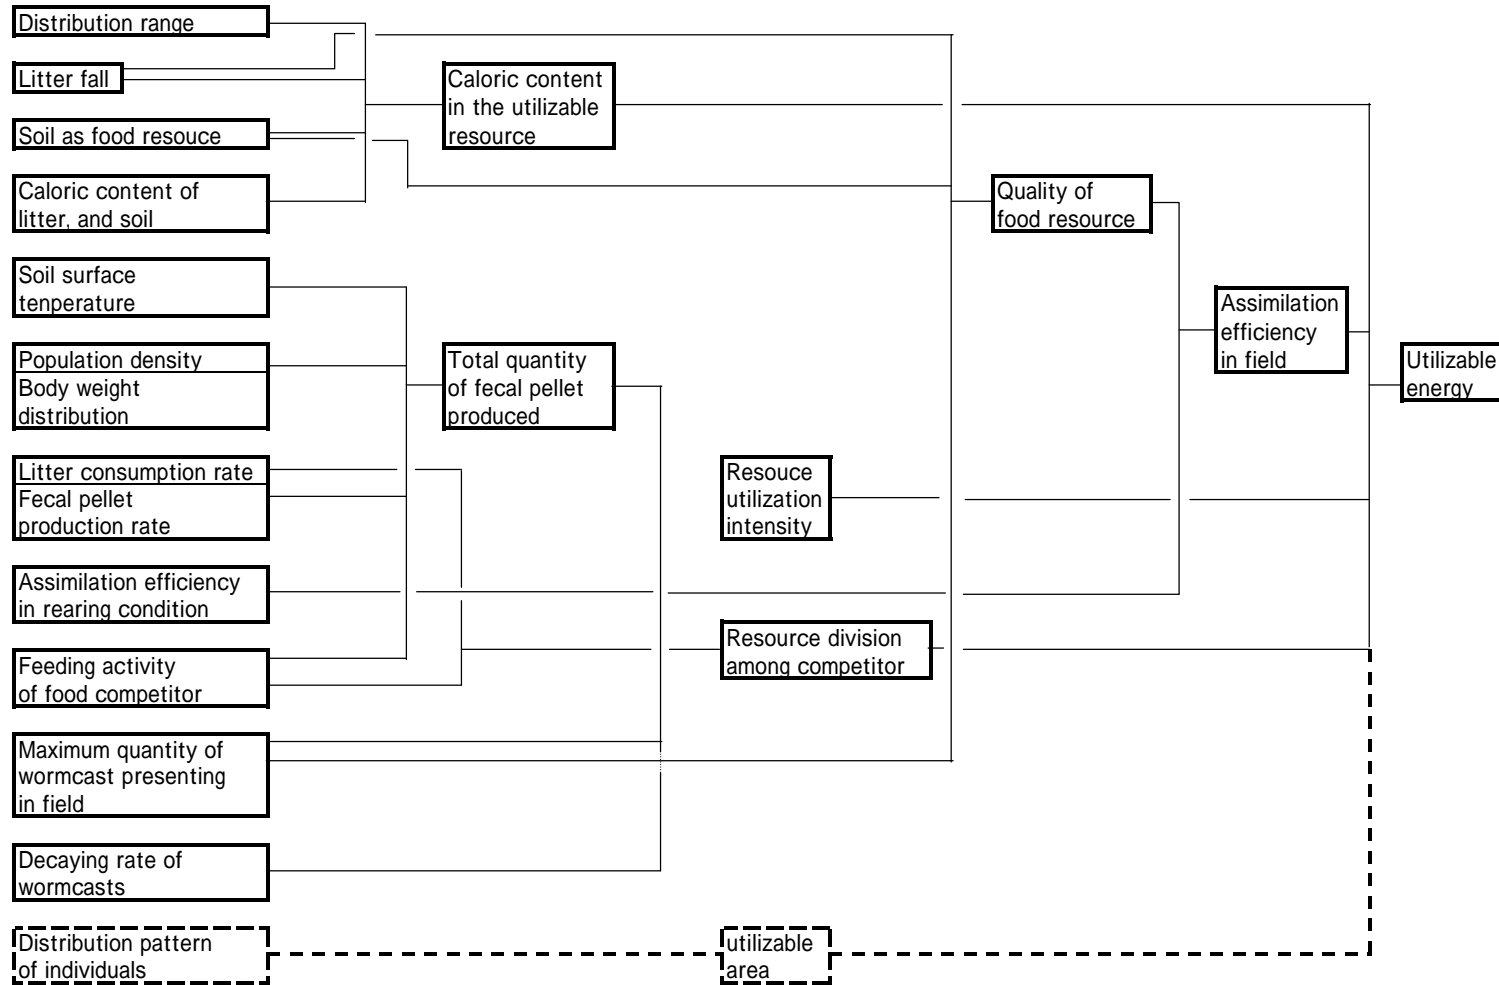 Distribution range
Litter fall
Soil as food resouce
Caloric content of
litter, and soil
Soil surface
tenperature
Population density
Body weight
distribution
Litter consumption rate
Fecal pellet
production rate
Assimilation efficiency
in rearing condition
Feeding activity
of food competitor
Maximum quantity of
wormcast presenting
in field
Decaying rate of
wormcasts
Distribution pattern
of individuals
Caloric content
in the utilizable
resource
Total quantity
of fecal pellet
produced
Resouce
utilization
intensity
Resource division
among competitor
utilizable
area
Quality of
food resource
Assimilation
efficiency
in field
Utilizable
energy